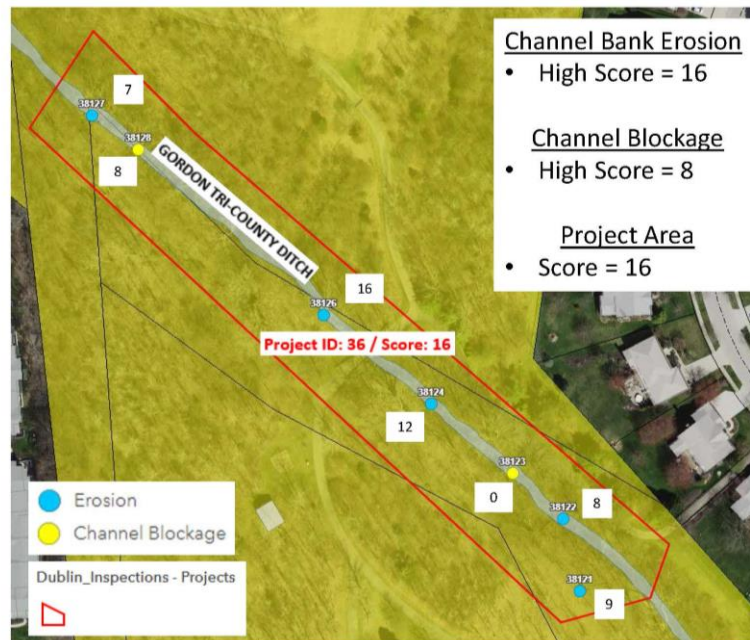 Channel Bank Erosion
• High Score = 16
Channel Blockage
• High Score = 8
Project Area
• Score = 16
7
38127
38128
8
GORDON TRI-COUNTY DITCH
16
38126
Project ID: 36 / Score: 16
38124
12
38123
0
38122
8
38121
9
Erosion
Channel Blockage
Dublin_Inspections - Projects